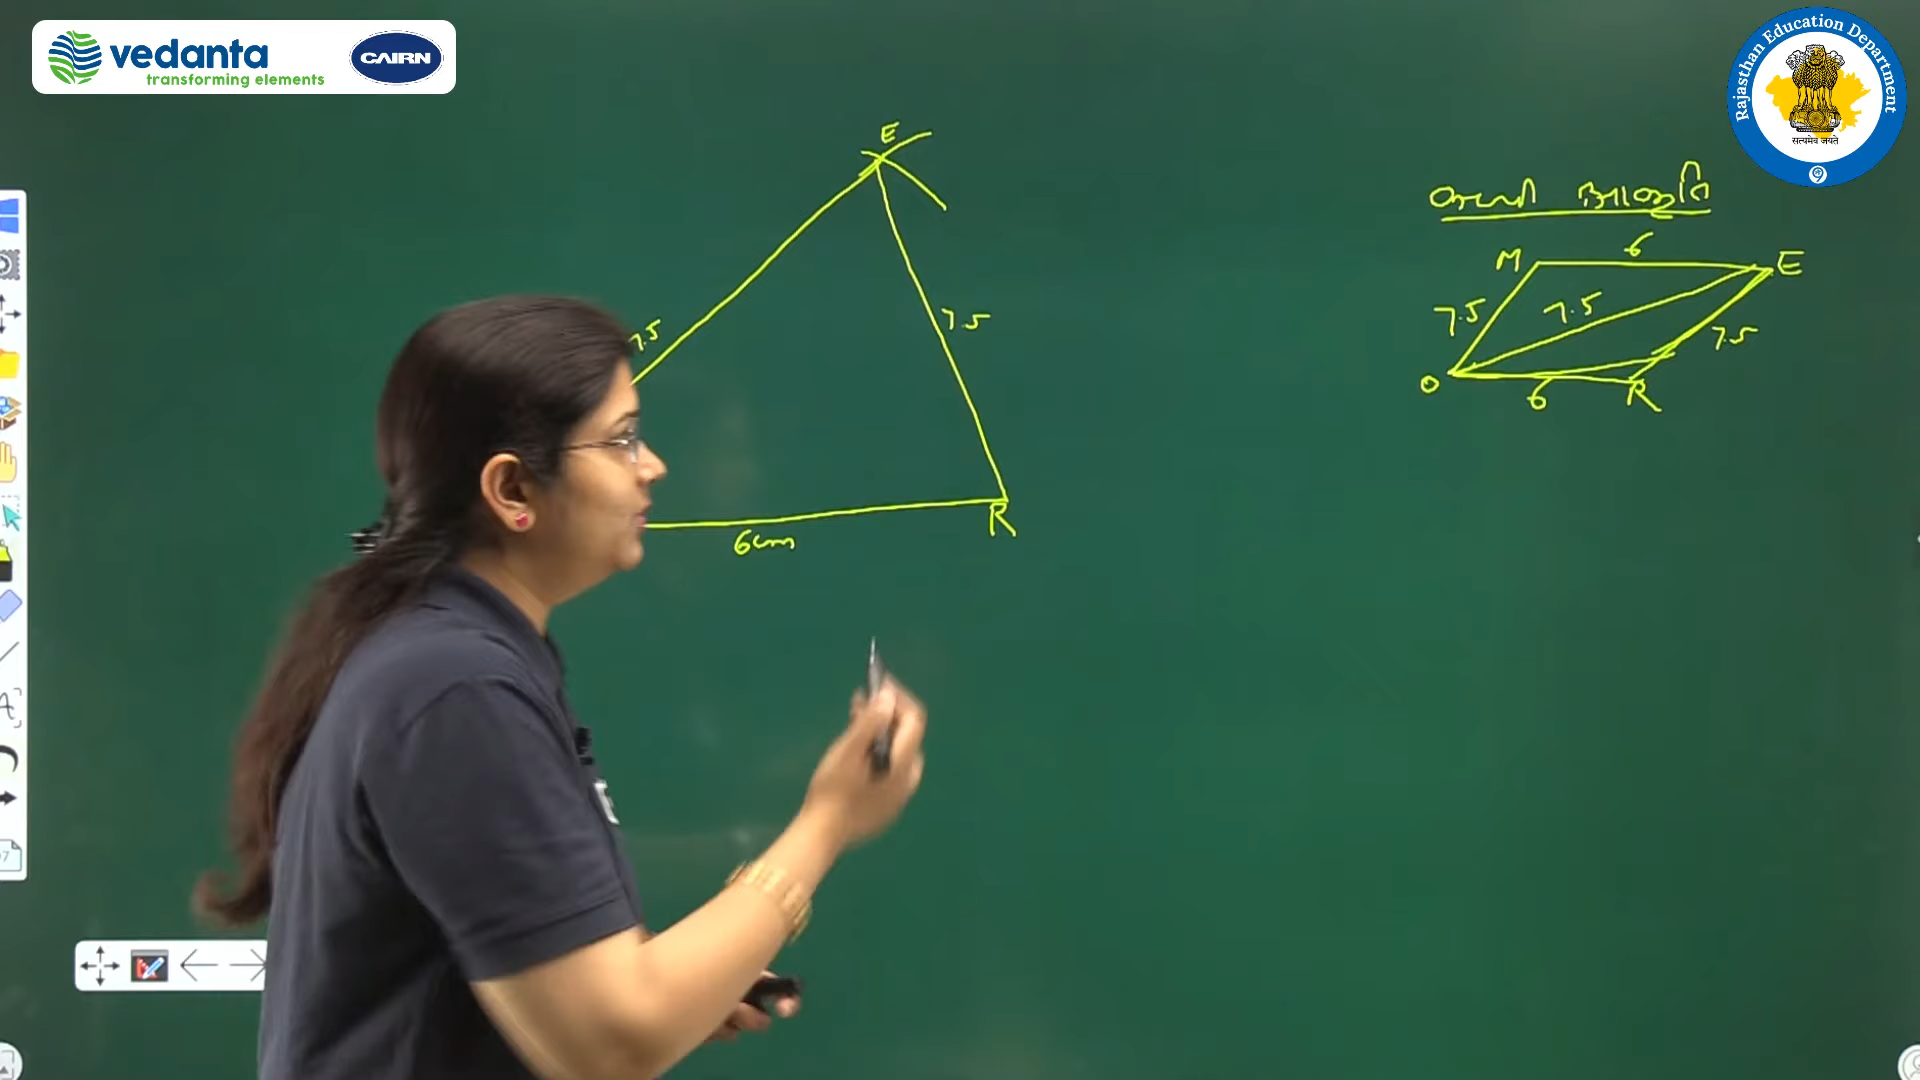 vedanta
transforming elements
CAIRN
Rajasthan Education Department
सत्यमेव जयते
E
7.5
7.5
6cm
R
कच्ची आकृति
M
6
E
7.5
7.5
7.5
O
6
R